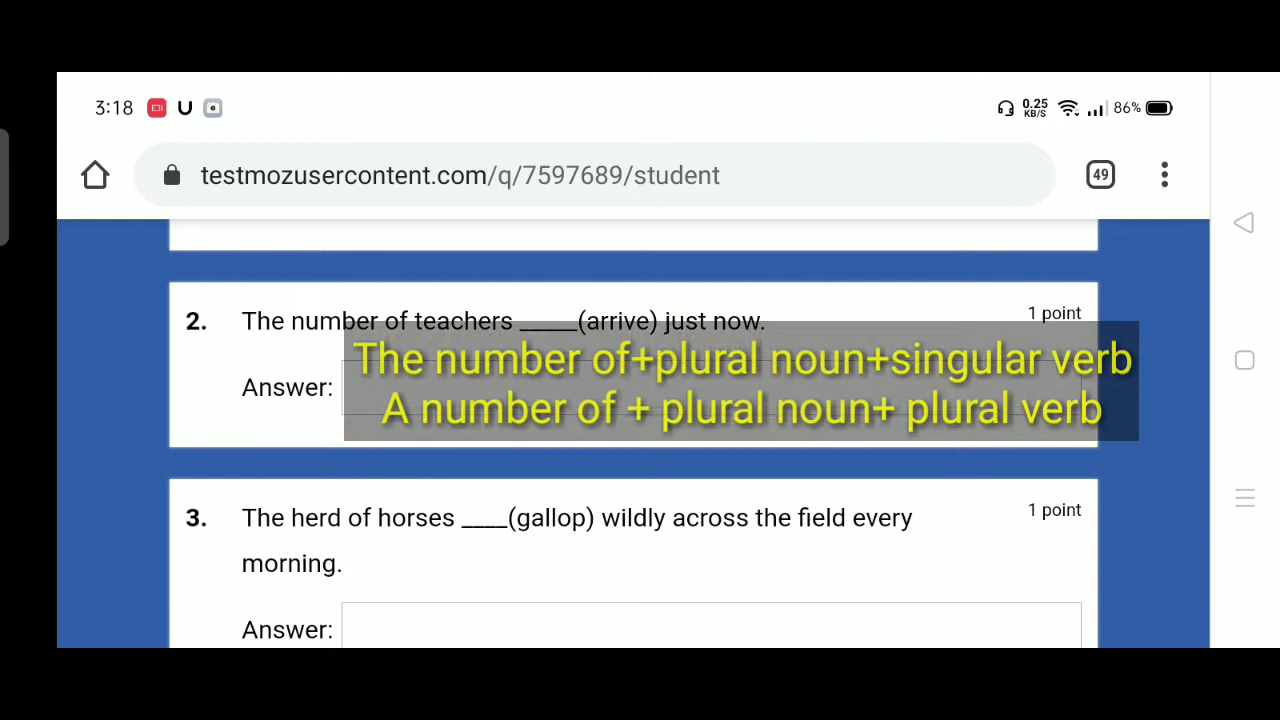 3:18 U 0.25 KB/S 86%
testmozusercontent.com/q/7597689/student 49
2. The number of teachers _____(arrive) just now. 1 point
The number of+plural noun+singular verb
Answer:
A number of + plural noun+ plural verb
3. The herd of horses ____(gallop) wildly across the field every 1 point
morning.
Answer: